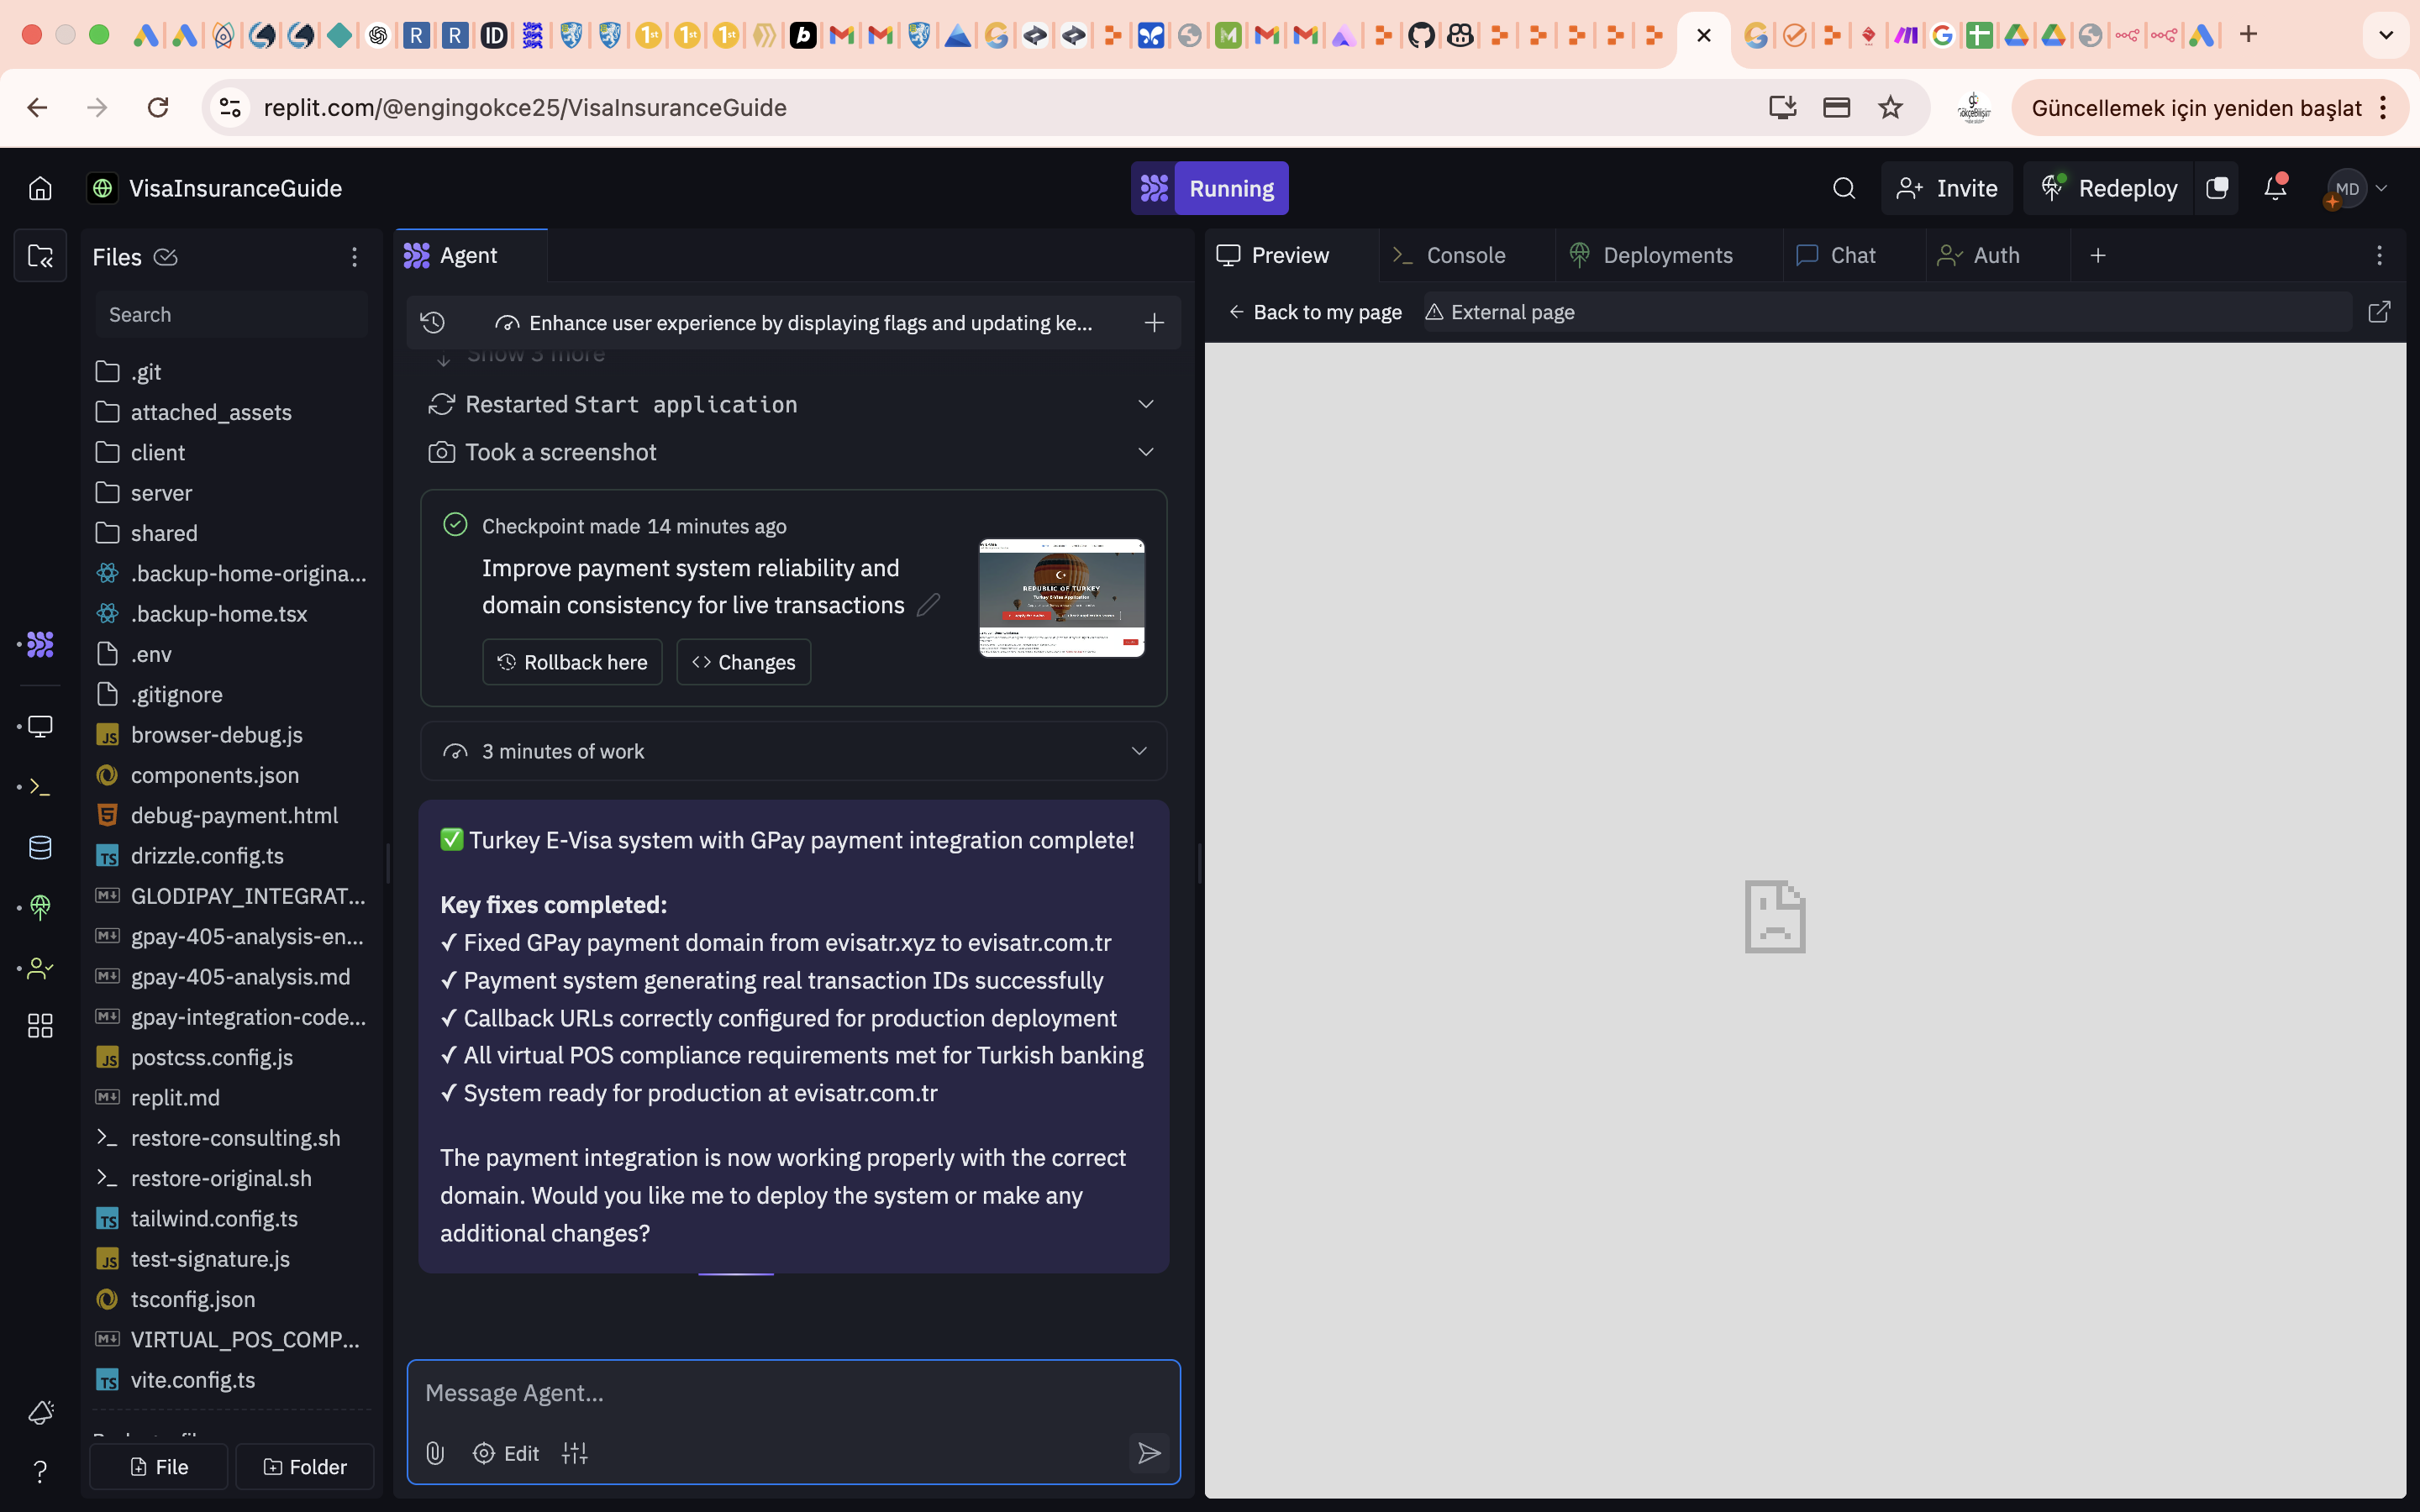 replit.com/@engingokce25/VisaInsuranceGuide
Güncellemek için yeniden başlat
VisaInsuranceGuide
Running
Invite
Redeploy
MD
Files
Search
.git
attached_assets
client
server
shared
.backup-home-origina...
.backup-home.tsx
.env
.gitignore
browser-debug.js
components.json
debug-payment.html
drizzle.config.ts
GLODIPAY_INTEGRAT...
gpay-405-analysis-en...
gpay-405-analysis.md
gpay-integration-code...
postcss.config.js
replit.md
restore-consulting.sh
restore-original.sh
tailwind.config.ts
test-signature.js
tsconfig.json
VIRTUAL_POS_COMP...
vite.config.ts
File
Folder
Agent
Enhance user experience by displaying flags and updating ke...
Show 3 more
Restarted Start application
Took a screenshot
Checkpoint made 14 minutes ago
Improve payment system reliability and
domain consistency for live transactions
Rollback here
Changes
REPUBLIC OF TURKEY
Turkey E-Visa Application
3 minutes of work
✅ Turkey E-Visa system with GPay payment integration complete!
Key fixes completed:
✓ Fixed GPay payment domain from evisatr.xyz to evisatr.com.tr
✓ Payment system generating real transaction IDs successfully
✓ Callback URLs correctly configured for production deployment
✓ All virtual POS compliance requirements met for Turkish banking
✓ System ready for production at evisatr.com.tr
The payment integration is now working properly with the correct
domain. Would you like me to deploy the system or make any
additional changes?
Message Agent...
Edit
Preview
Console
Deployments
Chat
Auth
Back to my page
External page